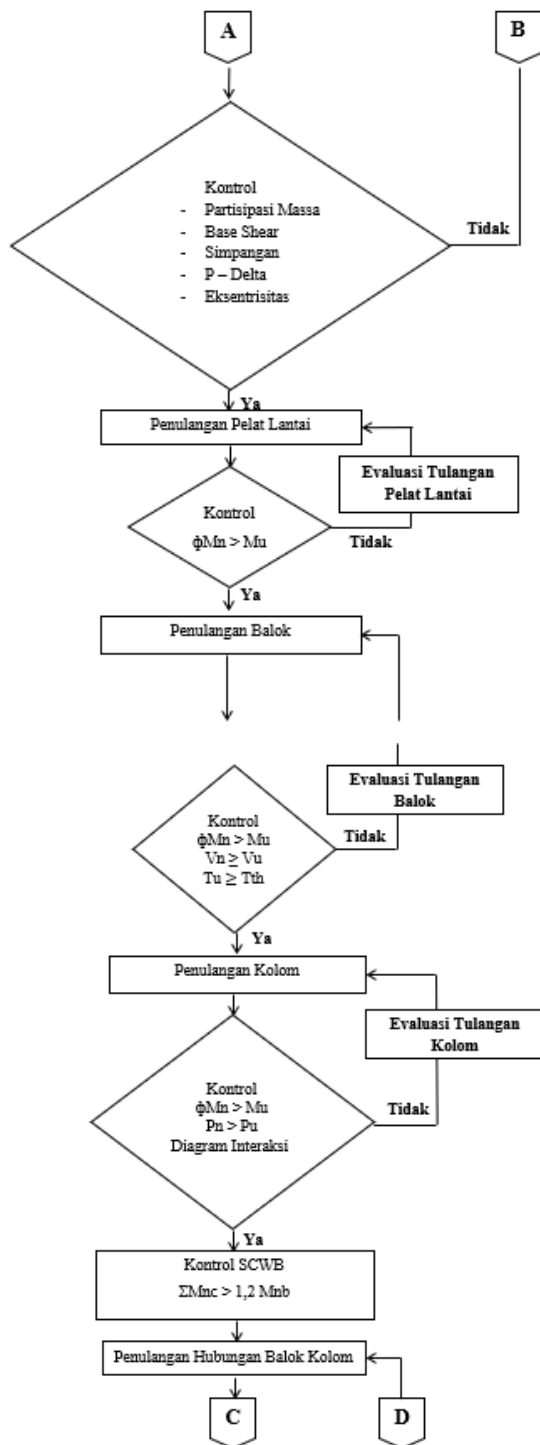 A
B
Kontrol
- Partisipasi Massa
- Base Shear
- Simpangan
- P – Delta
- Eksentrisitas
Tidak
Ya
Penulangan Pelat Lantai
Evaluasi Tulangan
Pelat Lantai
Kontrol
ϕMn > Mu
Tidak
Ya
Penulangan Balok
Evaluasi Tulangan
Balok
Kontrol
ϕMn > Mu
Vn ≥ Vu
Tu ≥ Tth
Tidak
Ya
Penulangan Kolom
Evaluasi Tulangan
Kolom
Kontrol
ϕMn > Mu
Pn > Pu
Diagram Interaksi
Tidak
Ya
Kontrol SCWB
ΣMnc > 1,2 Mnb
Penulangan Hubungan Balok Kolom
C
D